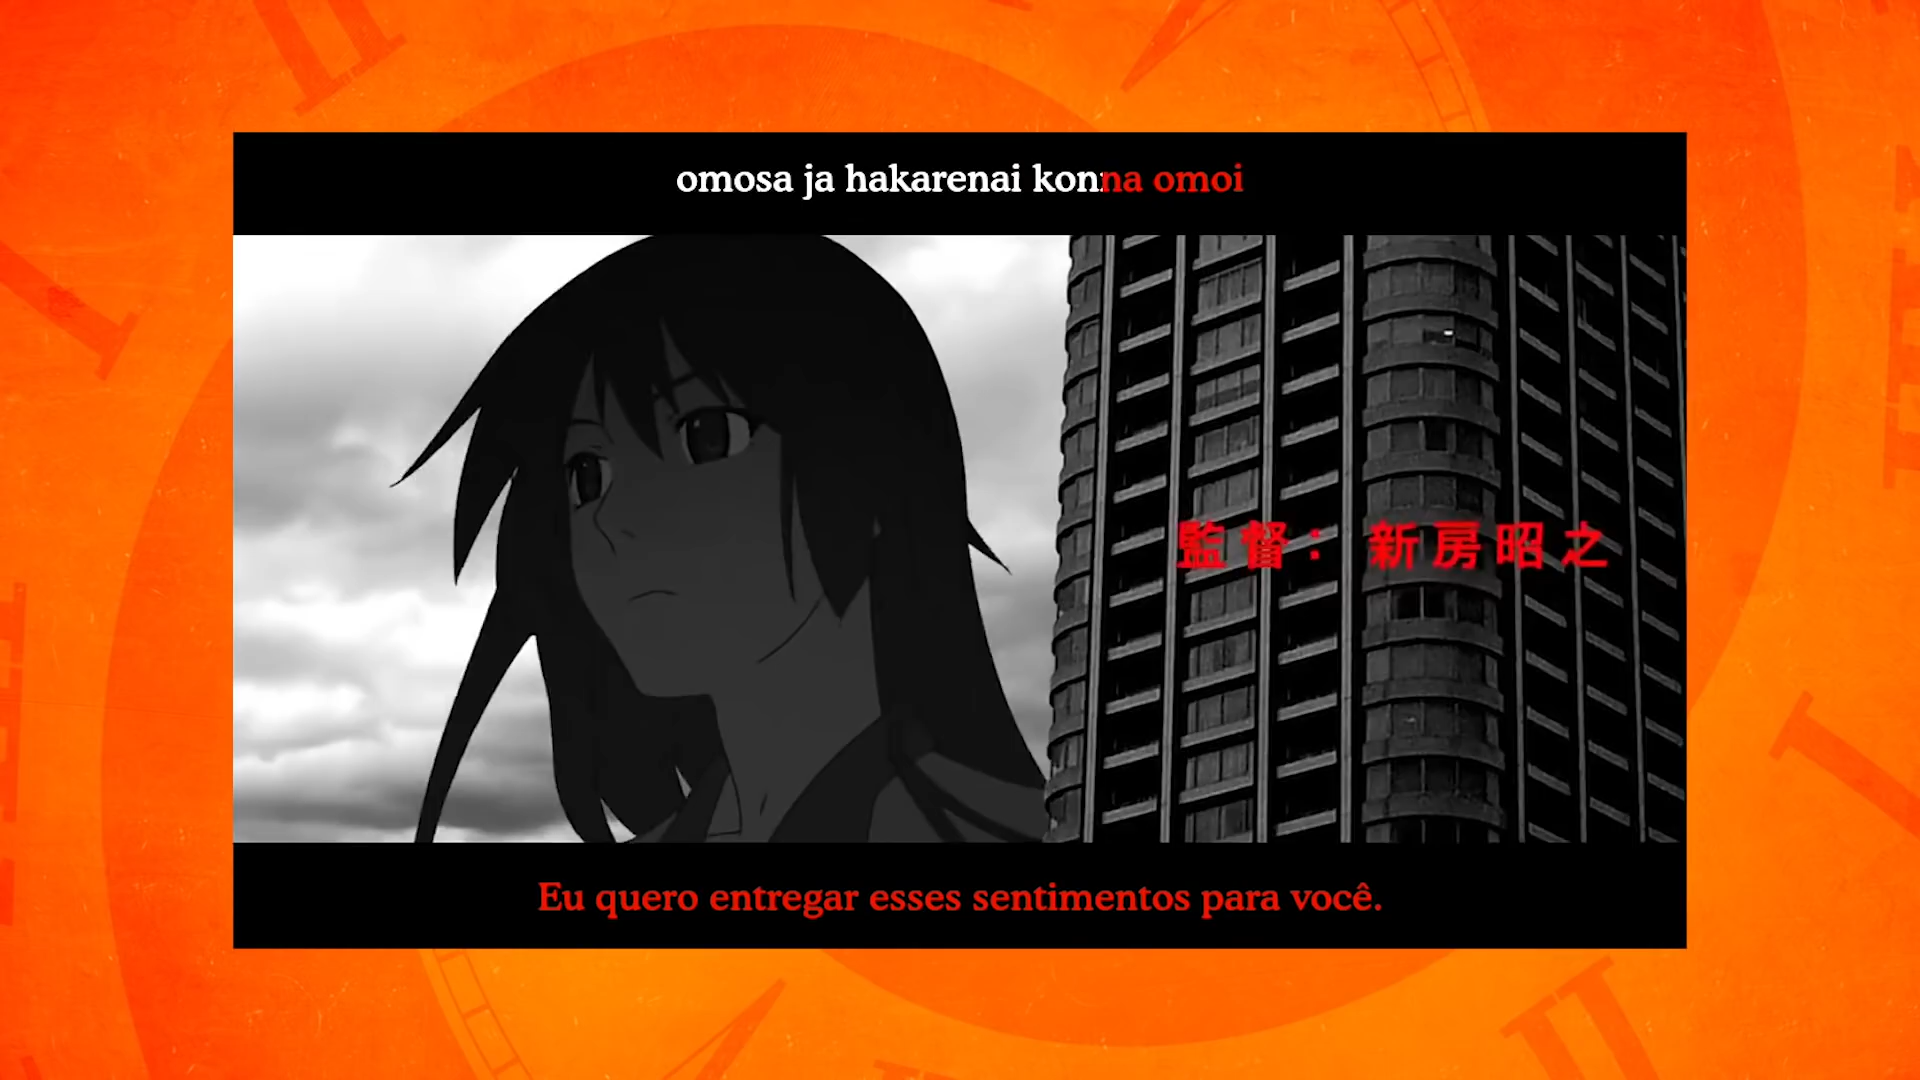 omosa ja hakarenai konna omoi
監督: 新房昭之
Eu quero entregar esses sentimentos para você.